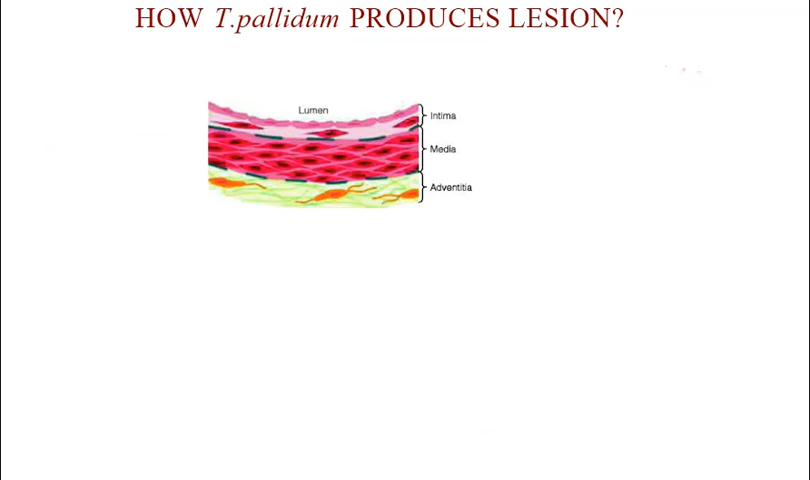 HOW T.pallidum PRODUCES LESION?
Lumen
Intima
Media
Adventitia